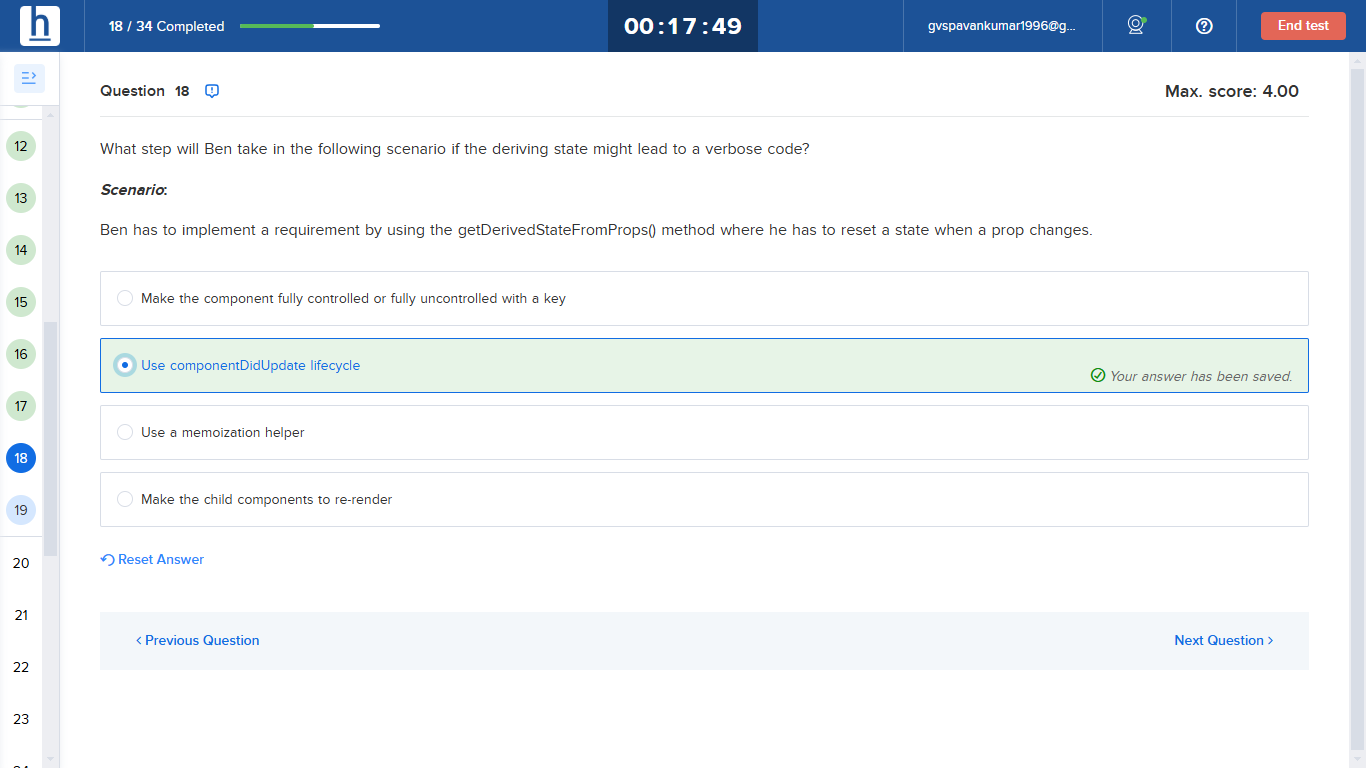 h
18 / 34 Completed
00:17:49
gvspavankumar1996@g...
End test
Question 18
Max. score: 4.00
What step will Ben take in the following scenario if the deriving state might lead to a verbose code?
Scenario:
Ben has to implement a requirement by using the getDerivedStateFromProps() method where he has to reset a state when a prop changes.
Make the component fully controlled or fully uncontrolled with a key
Use componentDidUpdate lifecycle
Your answer has been saved.
Use a memoization helper
Make the child components to re-render
Reset Answer
< Previous Question
Next Question >
12
13
14
15
16
17
18
19
20
21
22
23